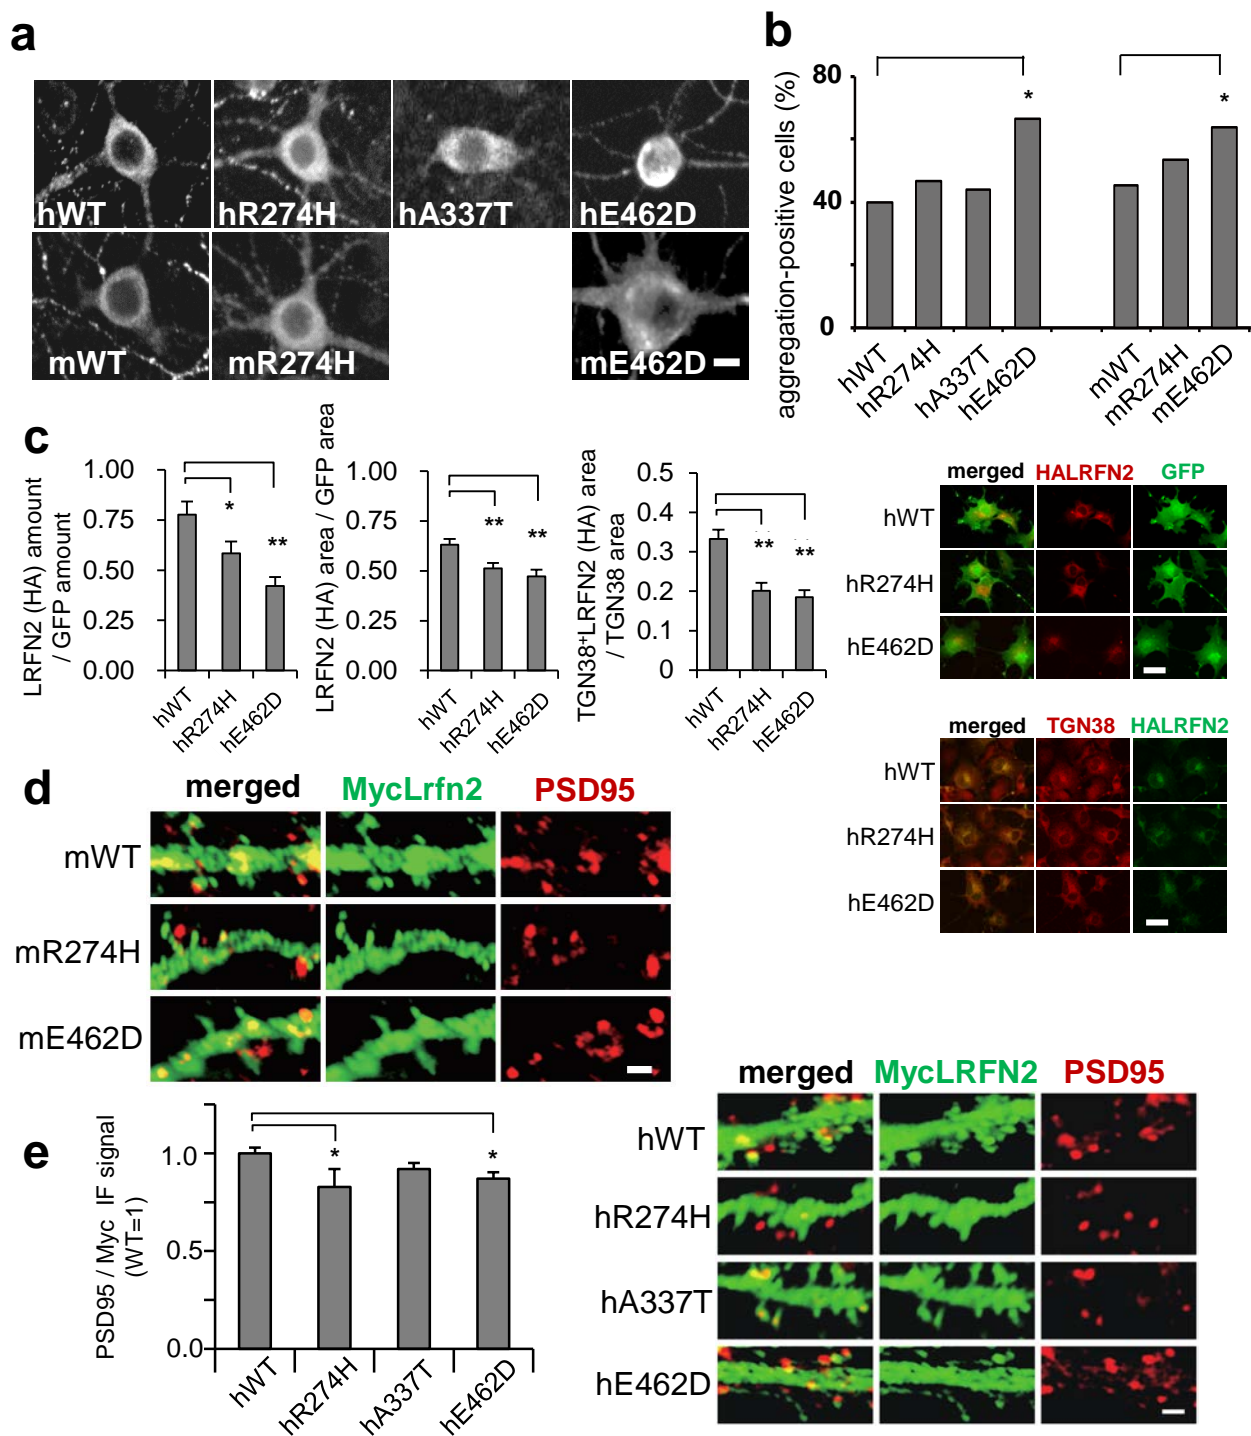 a
hWT
hR274H
hA337T
hE462D
mWT
mR274H
mE462D
b
aggregation-positive cells (%)
80
40
0
*
*
hWT
hR274H
hA337T
hE462D
mWT
mR274H
mE462D
c
LRFN2 (HA) amount
/ GFP amount
1.00
0.75
0.50
0.25
0.00
*
**
hWT
hR274H
hE462D
LRFN2 (HA) area / GFP area
1.00
0.75
0.50
0.25
0.00
**
**
hWT
hR274H
hE462D
TGN38+LRFN2 (HA) area
/ TGN38 area
0.5
0.4
0.3
0.2
0.1
0
**
**
hWT
hR274H
hE462D
merged HALRFN2 GFP
hWT
hR274H
hE462D
merged TGN38 HALRFN2
hWT
hR274H
hE462D
d
merged MycLrfn2 PSD95
mWT
mR274H
mE462D
merged MycLRFN2 PSD95
hWT
hR274H
hA337T
hE462D
e
PSD95 / Myc IF signal
(WT=1)
1.0
0.5
0.0
*
*
hWT
hR274H
hA337T
hE462D